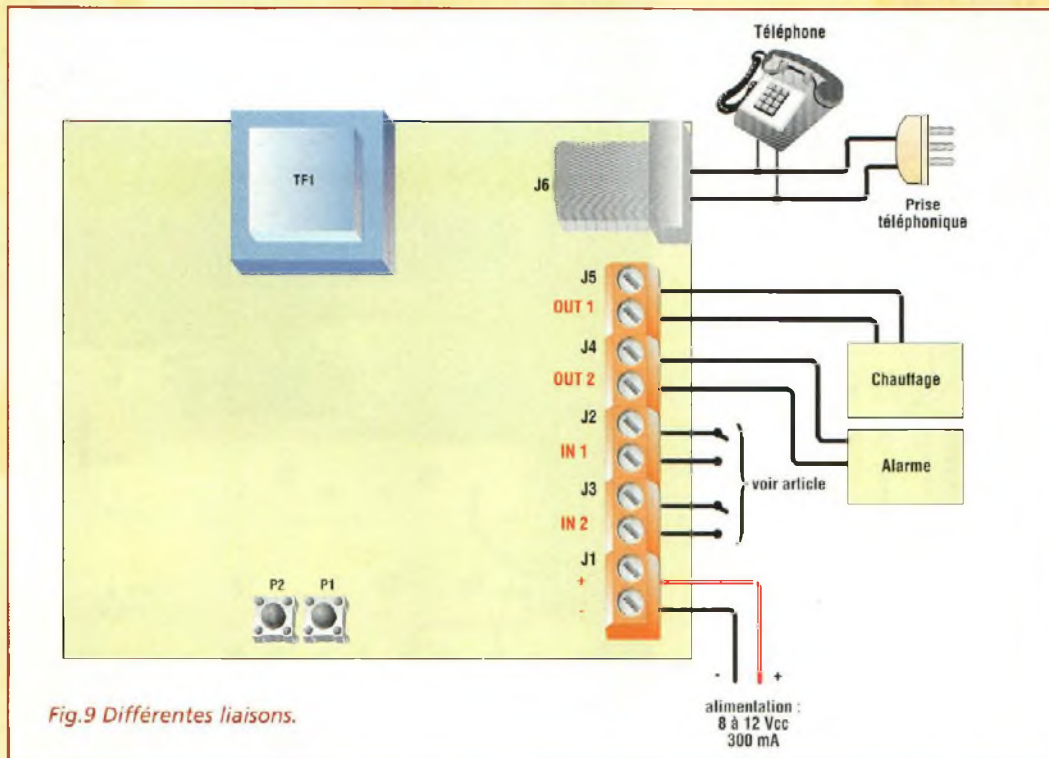 Téléphone
TF1
J6
Prise
téléphonique
J5
OUT 1
J4
OUT 2
J2
IN 1
J3
IN 2
J1
+
-
Chauffage
Alarme
voir article
P2 P1
- +
alimentation :
8 à 12 Vcc
300 mA
Fig.9 Différentes liaisons.